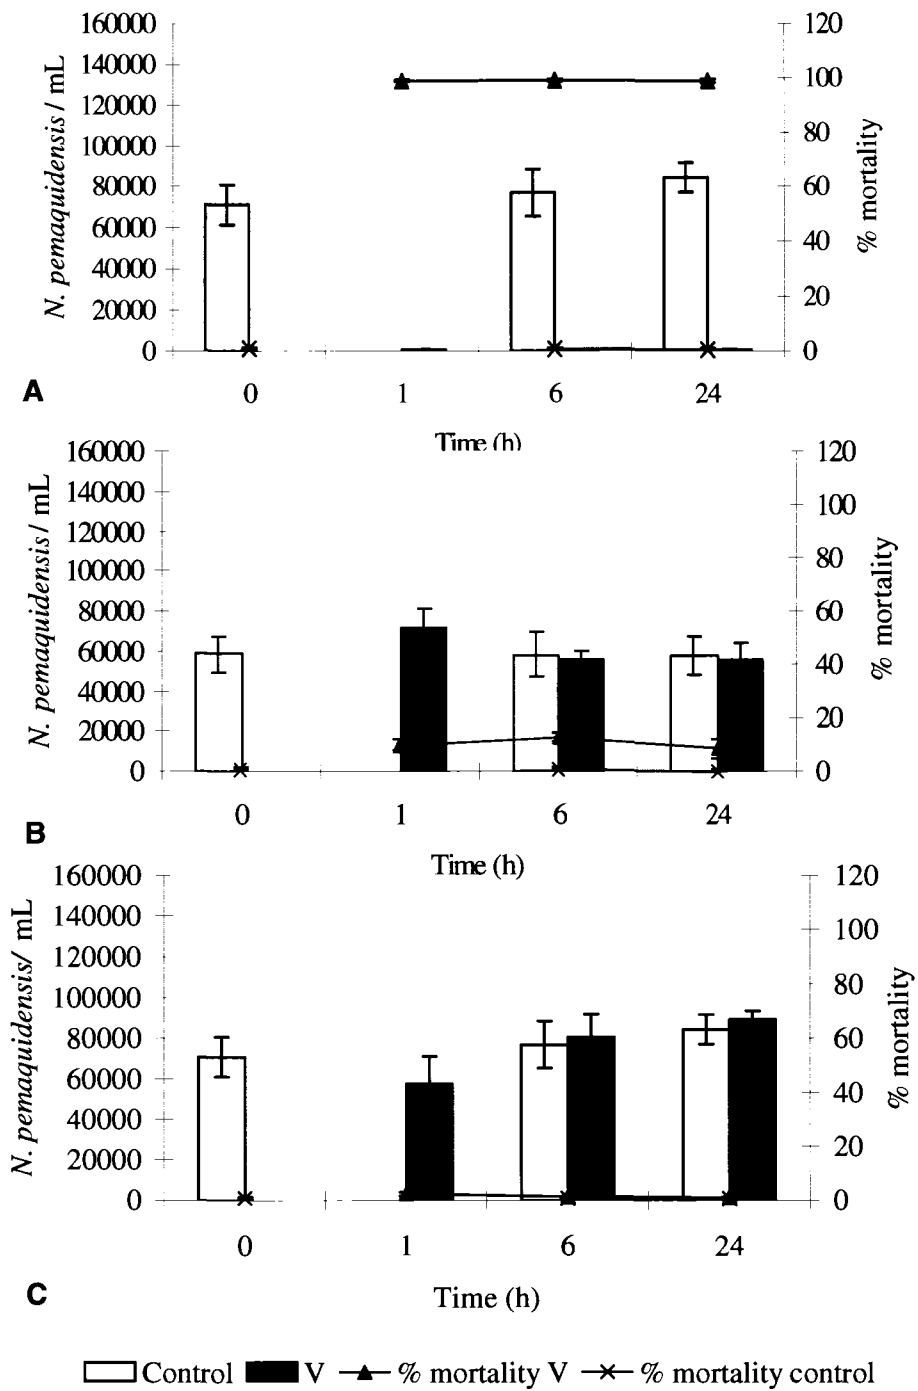 160000 120
140000
100
120000
N. pemaquidensis / mL
80
100000
% mortality
80000 60
60000
40
40000
20
20000
0 0
A
0 1 6 24
Time (h)
160000 120
140000
100
120000
N. pemaquidensis / mL
100000 80
% mortality
80000 60
60000
40
40000
20000 20
0 0
0 1 6 24
B
Time (h)
160000 120
140000
100
120000
N. pemaquidensis/ mL
100000 80
% mortality
80000 60
60000
40
40000
20000 20
0 0
0 1 6 24
C
Time (h)
Control V % mortality V % mortality control